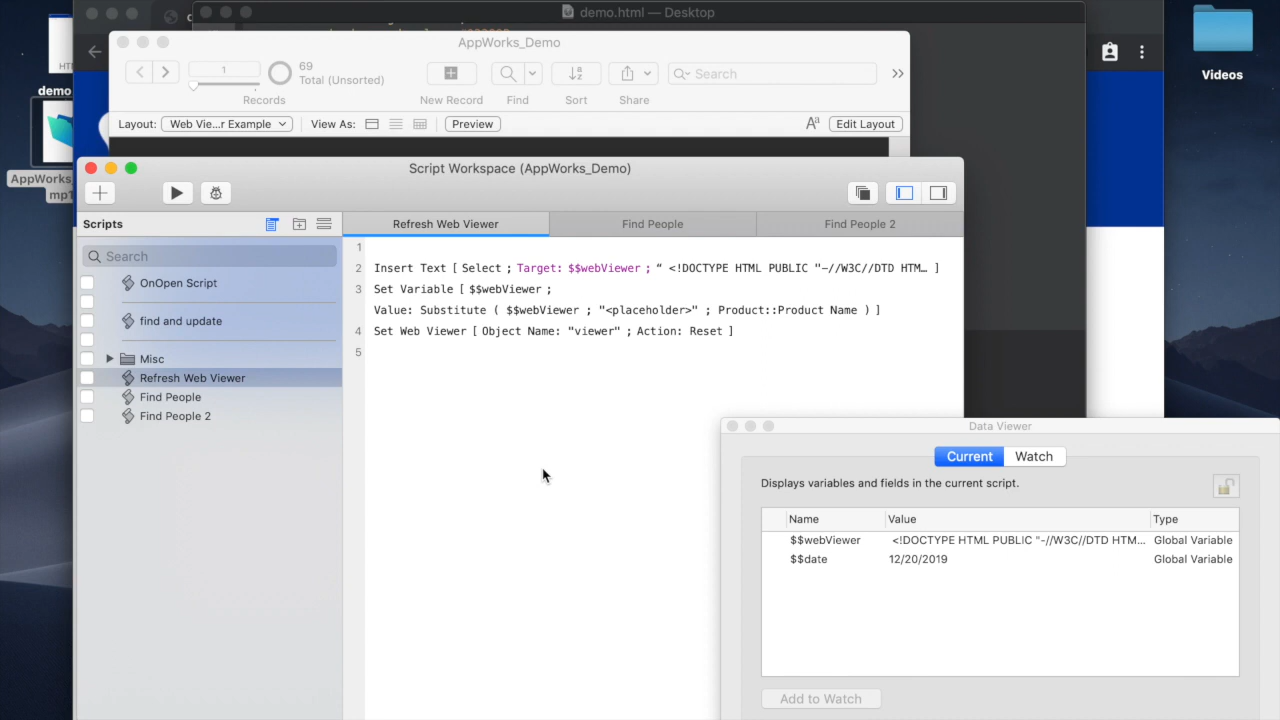 demo.html — Desktop
AppWorks_Demo
1
69
Total (Unsorted)
Search
Records
New Record
Find
Sort
Share
Layout:
Web Vie...r Example
View As:
Preview
Edit Layout
Videos
demo
AppWorks_
mp1
Script Workspace (AppWorks_Demo)
Scripts
Refresh Web Viewer
Find People
Find People 2
Search
OnOpen Script
find and update
Misc
Refresh Web Viewer
Find People
Find People 2
1
2 Insert Text [ Select ; Target: $$webViewer ; “ <!DOCTYPE HTML PUBLIC "-//W3C//DTD HTM… ]
3 Set Variable [ $$webViewer ;
Value: Substitute ( $$webViewer ; "<placeholder>" ; Product::Product Name ) ]
4 Set Web Viewer [ Object Name: "viewer" ; Action: Reset ]
5
Data Viewer
Current
Watch
Displays variables and fields in the current script.
Name Value Type
$$webViewer <!DOCTYPE HTML PUBLIC "-//W3C//DTD HTM... Global Variable
$$date 12/20/2019 Global Variable
Add to Watch